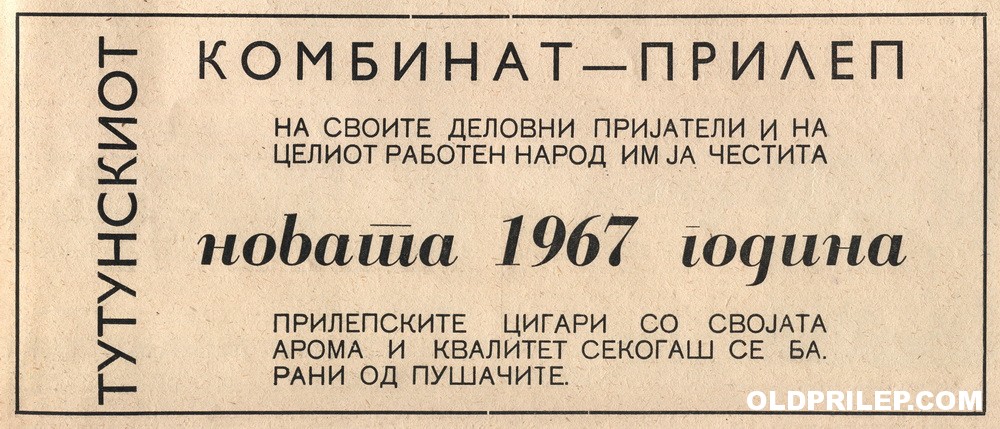 ТУТУНСКИОТ
КОМБИНАТ — ПРИЛЕП
НА СВОИТЕ ДЕЛОВНИ ПРИЈАТЕЛИ И НА
ЦЕЛИОТ РАБОТЕН НАРОД ИМ ЈА ЧЕСТИТА
новата 1967 година
ПРИЛЕПСКИТЕ ЦИГАРИ СО СВОЈАТА
АРОМА И КВАЛИТЕТ СЕКОГАШ СЕ БА.
РАНИ ОД ПУШАЧИТЕ.
OLDPRILEP.COM